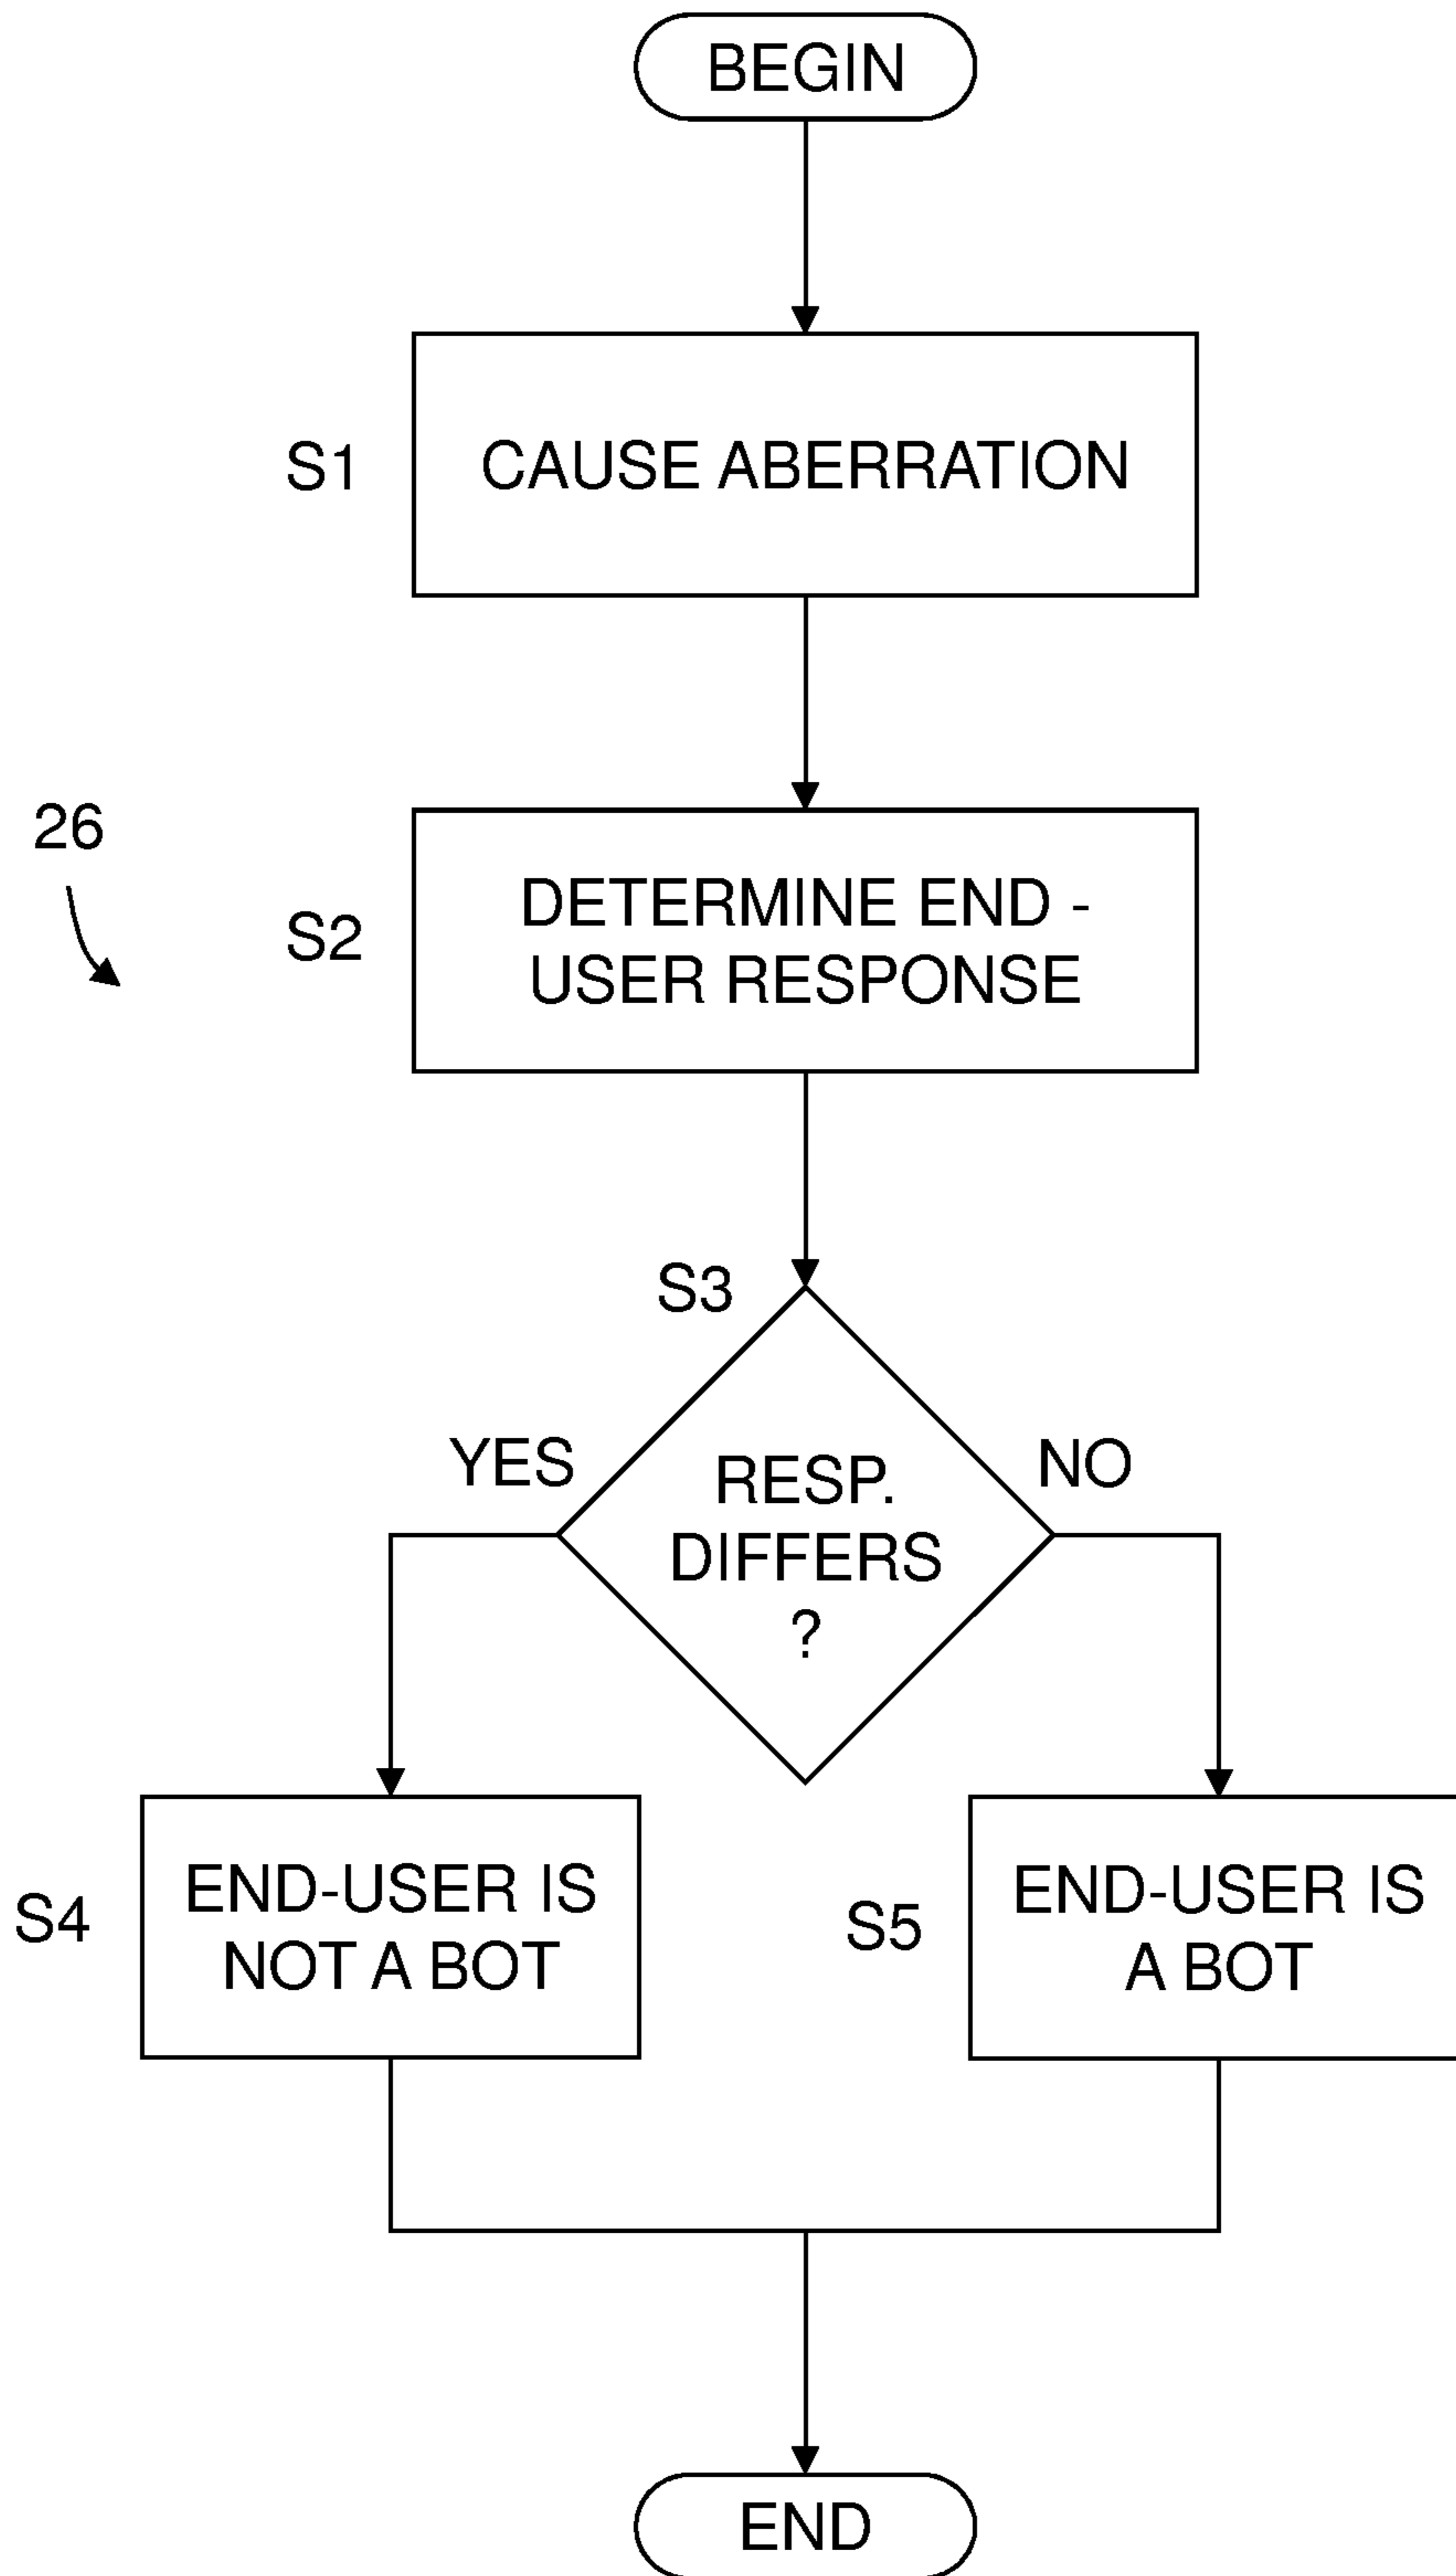 BEGIN
S1
CAUSE ABERRATION
26
S2
DETERMINE END -
USER RESPONSE
S3
YES
NO
RESP.
DIFFERS
?
S4
END-USER IS
NOT A BOT
S5
END-USER IS
A BOT
END